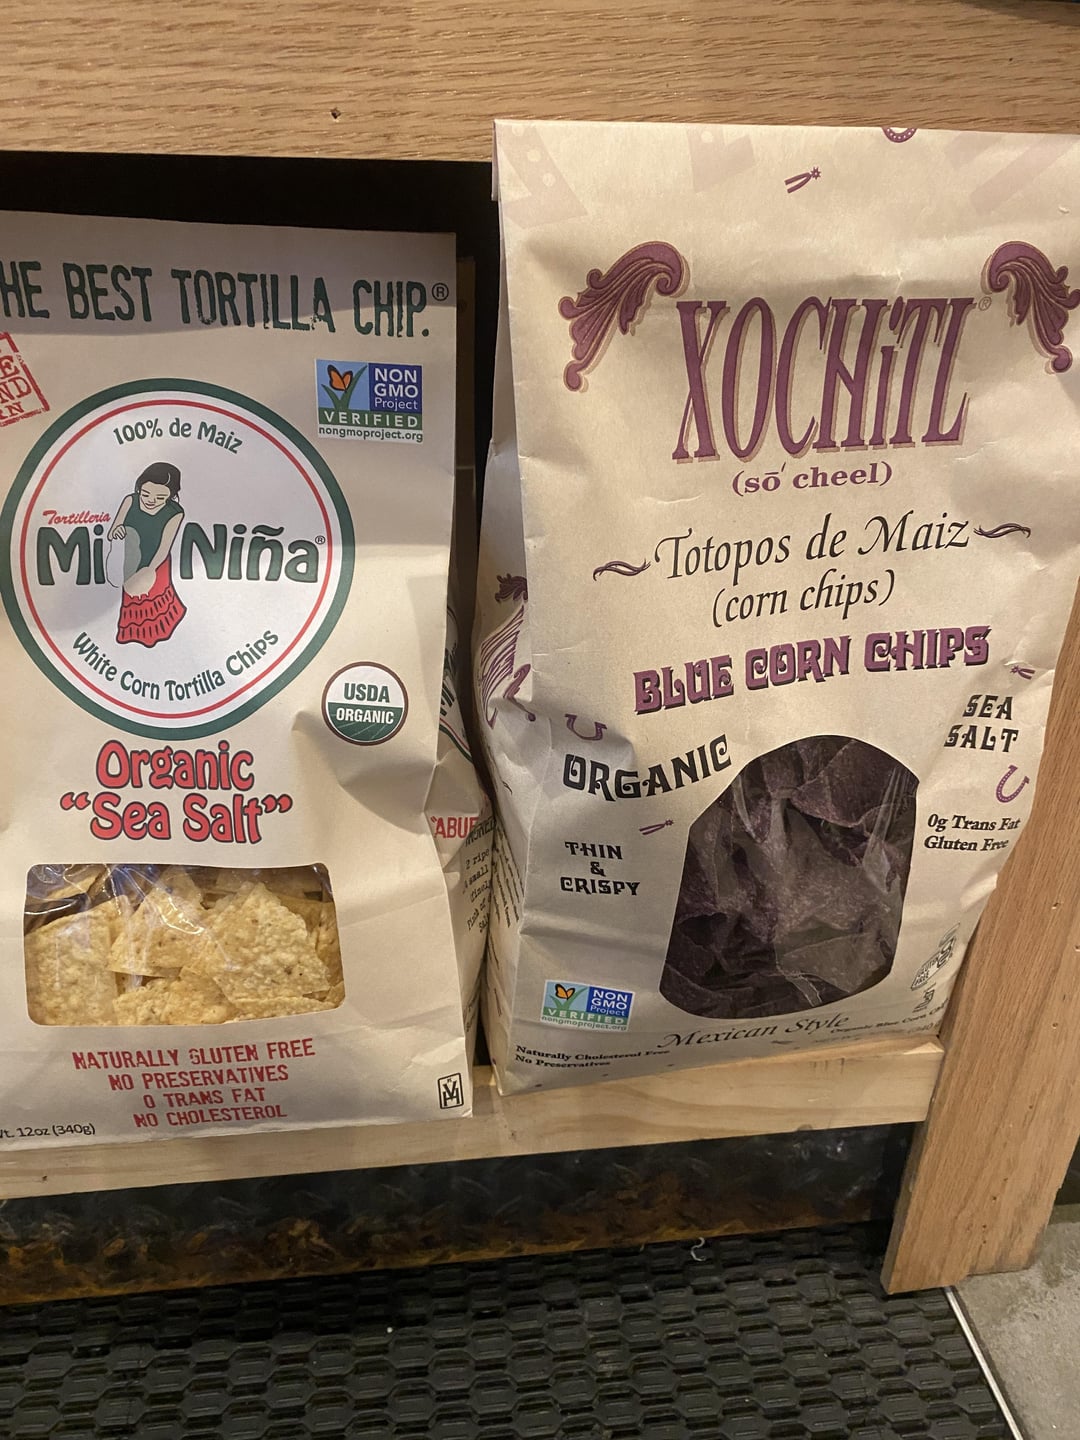 HE BEST TORTILLA CHIP.®
NON
GMO
Project
VERIFIED
nongmoproject.org
100% de Maiz
Tortilleria
Mi Niña®
White Corn Tortilla Chips
USDA
ORGANIC
Organic
"Sea Salt"
NATURALLY GLUTEN FREE
NO PRESERVATIVES
0 TRANS FAT
NO CHOLESTEROL
t. 12oz (340g)
XOCHiTL®
(sō' cheel)
Totopos de Maiz
(corn chips)
BLUE CORN CHIPS
SEA
SALT
ORGANIC
0g Trans Fat
Gluten Free
THIN
&
CRISPY
NON
GMO
Project
VERIFIED
nongmoproject.org
Mexican Style
Organic Blue Corn
Naturally Cholesterol Free
No Preservatives